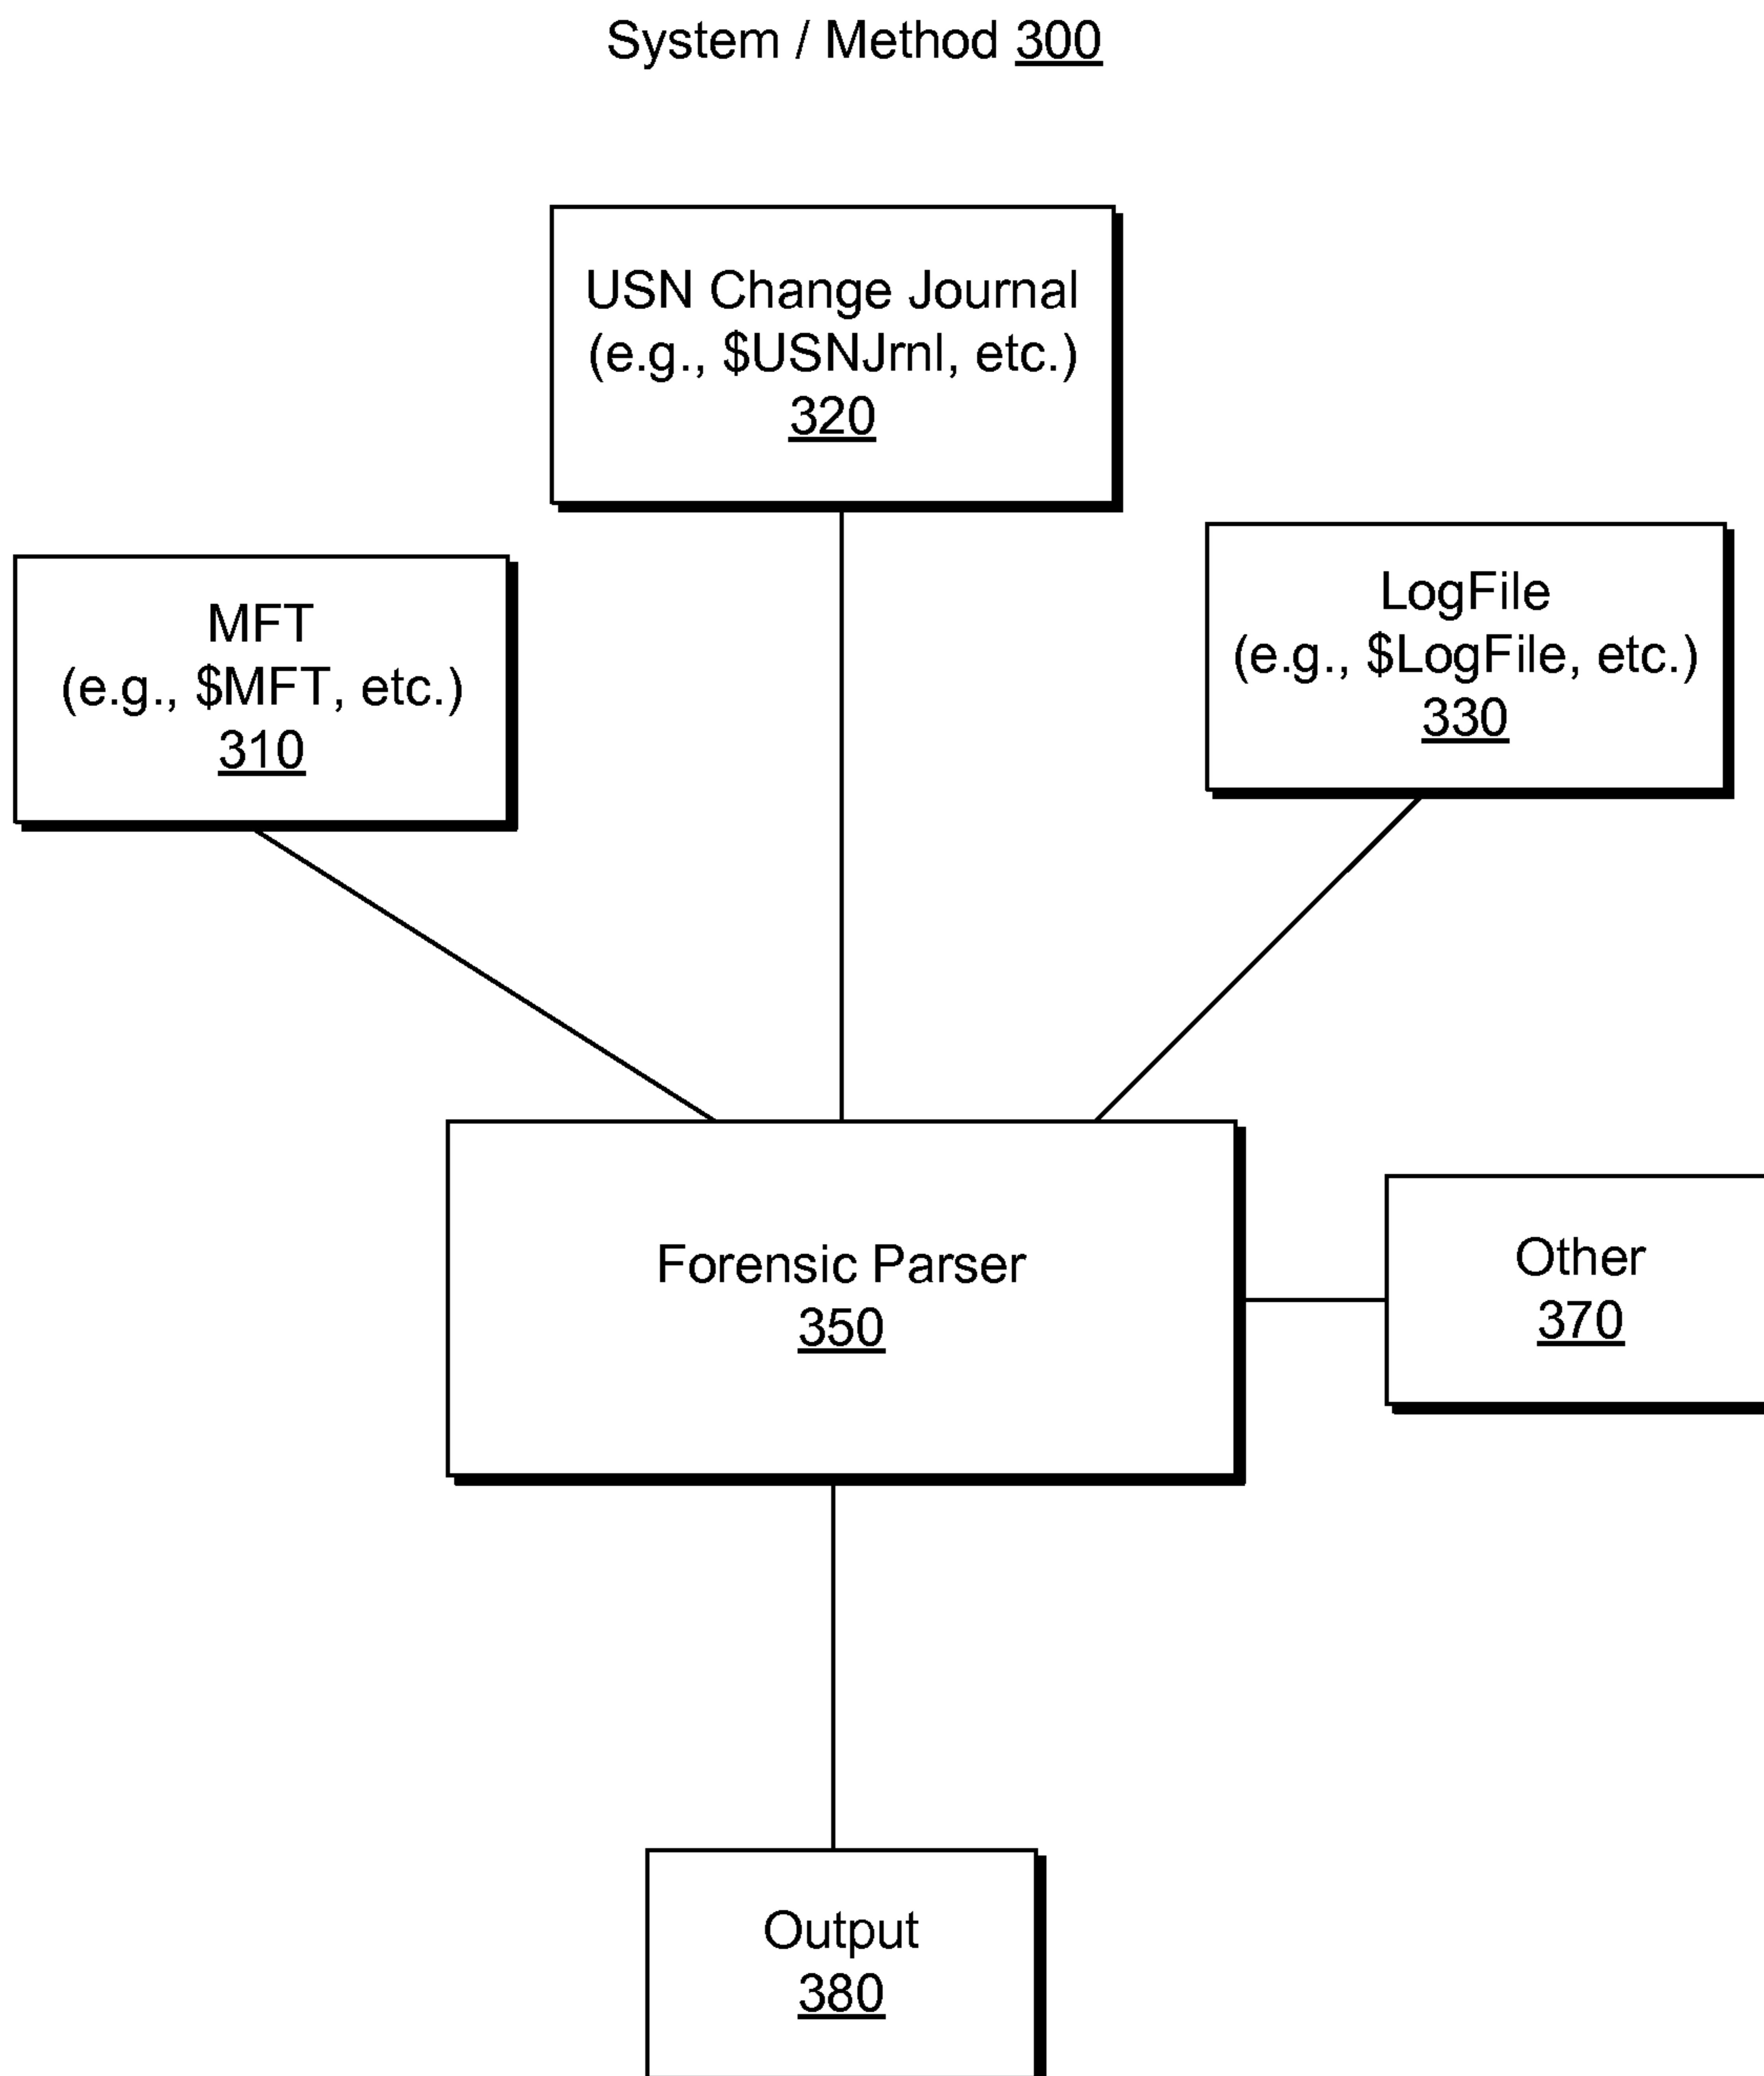 System / Method 300
USN Change Journal
(e.g., $USNJrnl, etc.)
320
MFT
(e.g., $MFT, etc.)
310
LogFile
(e.g., $LogFile, etc.)
330
Forensic Parser
350
Other
370
Output
380